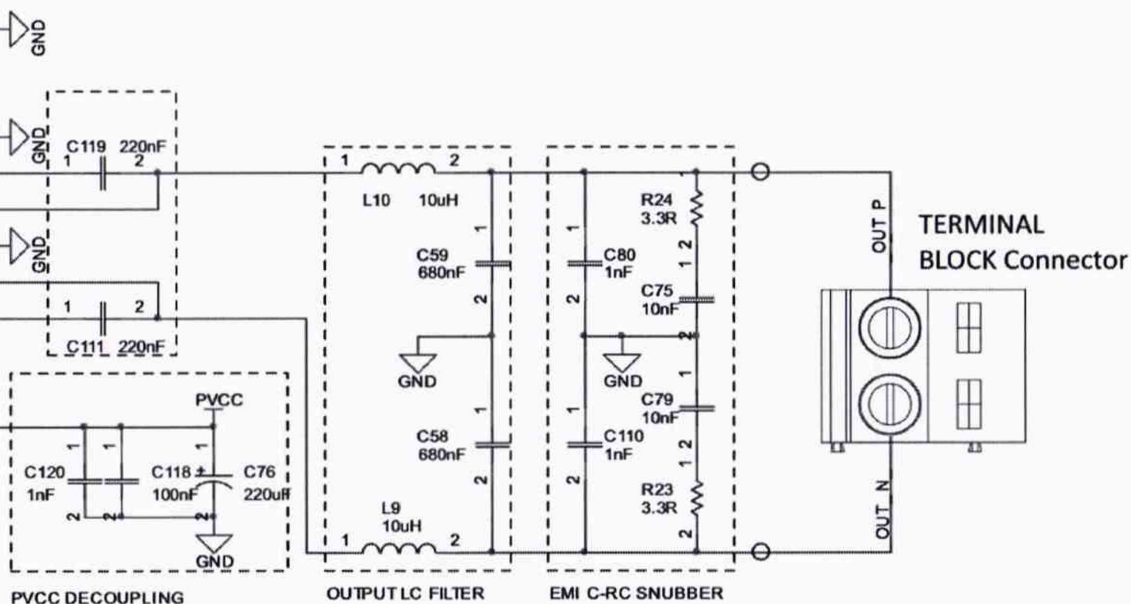 GND
GND
C119 220nF
1 2
GND
1 2
C111 220nF
PVCC
1 1 1
C120
1nF
C118
100nF
+
C76
220uF
2 2 2
GND
PVCC DECOUPLING
1 2
L10 10uH
1
C59
680nF
2
GND
1
C58
680nF
2
L9
10uH
1 2
OUTPUT LC FILTER
R24
3.3R
1
C80
1nF
2
2
1
C75
10nF
2
GND
1
C79
10nF
2
1
C110
1nF
2
1
R23
3.3R
2
EMI C-RC SNUBBER
OUT P
TERMINAL
BLOCK Connector
OUT N